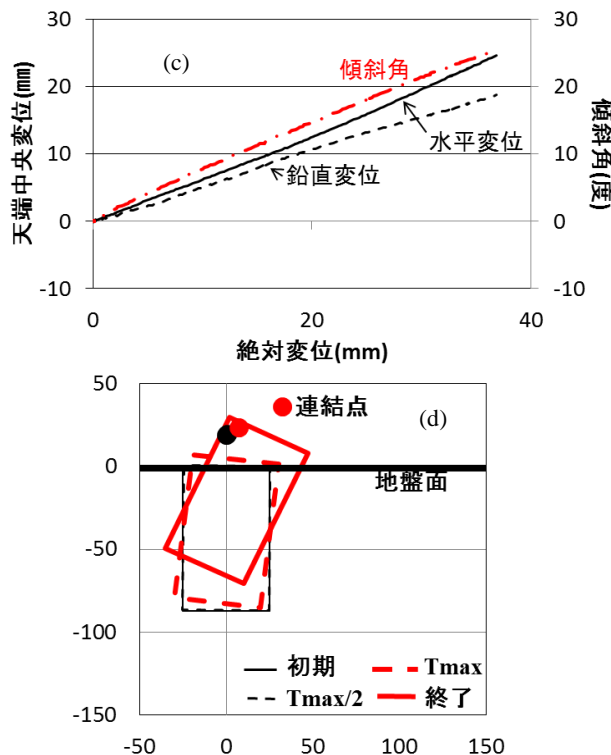 天端中央変位(mm)
30
20
10
0
-10
(c)
傾斜角
水平変位
鉛直変位
30
20
10
0
-10
傾斜角(度)
0
20
40
絶対変位(mm)
50
0
-50
-100
-150
連結点
(d)
地盤面
初期
Tmax
Tmax/2
終了
-50
0
50
100
150